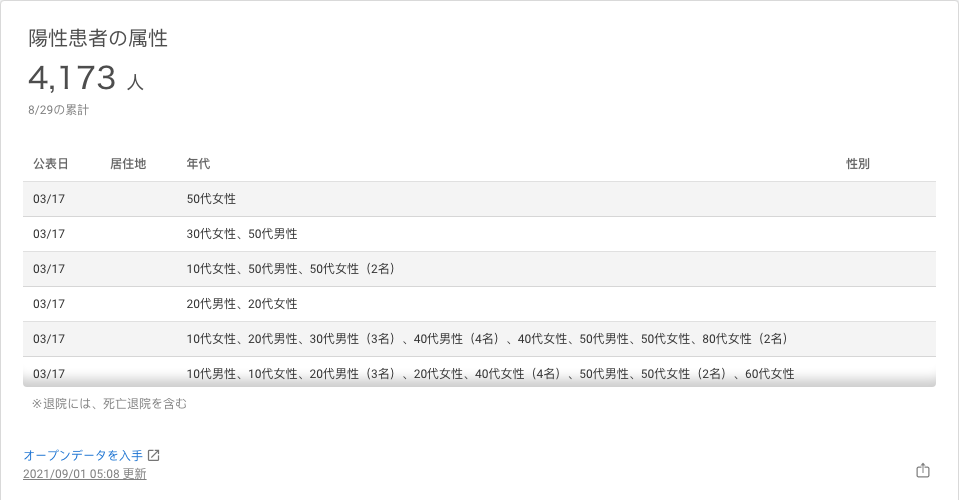 陽性患者の属性
4,173 人
8/29の累計
公表日 居住地 年代 性別
03/17 50代女性
03/17 30代女性、50代男性
03/17 10代女性、50代男性、50代女性（2名）
03/17 20代男性、20代女性
03/17 10代女性、20代男性、30代男性（3名）、40代男性（4名）、40代女性、50代男性、50代女性、80代女性（2名）
03/17 10代男性、10代女性、20代男性（3名）、20代女性、40代女性（4名）、50代男性、50代女性（2名）、60代女性
※退院には、死亡退院を含む
オープンデータを入手
2021/09/01 05:08 更新